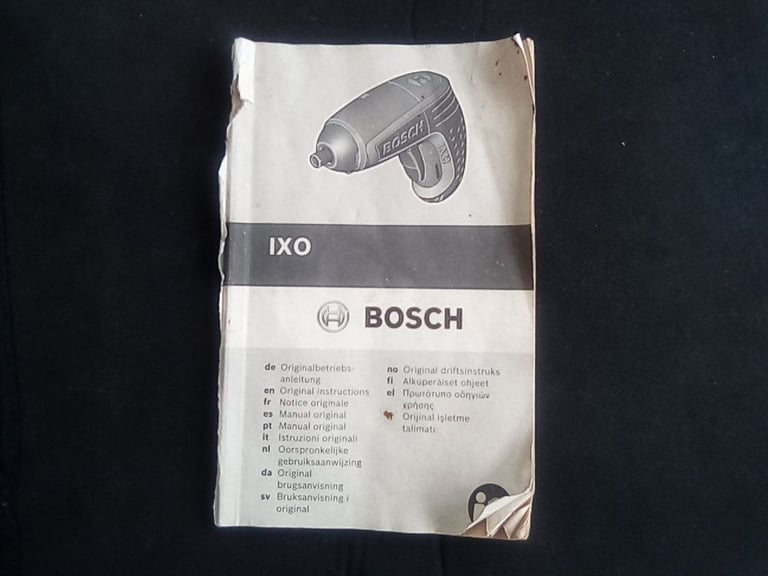 BOSCH
IXO
IXO
BOSCH
de Originalbetriebs-
anleitung
en Original instructions
fr Notice originale
es Manual original
pt Manual original
it Istruzioni originali
nl Oorspronkelijke
gebruiksaanwijzing
da Original
brugsanvisning
sv Bruksanvisning i
original
no Original driftsinstruks
fi Alkuperäiset ohjeet
el Πρωτότυπο οδηγιών
χρήσης
Orijinal işletme
talimatı